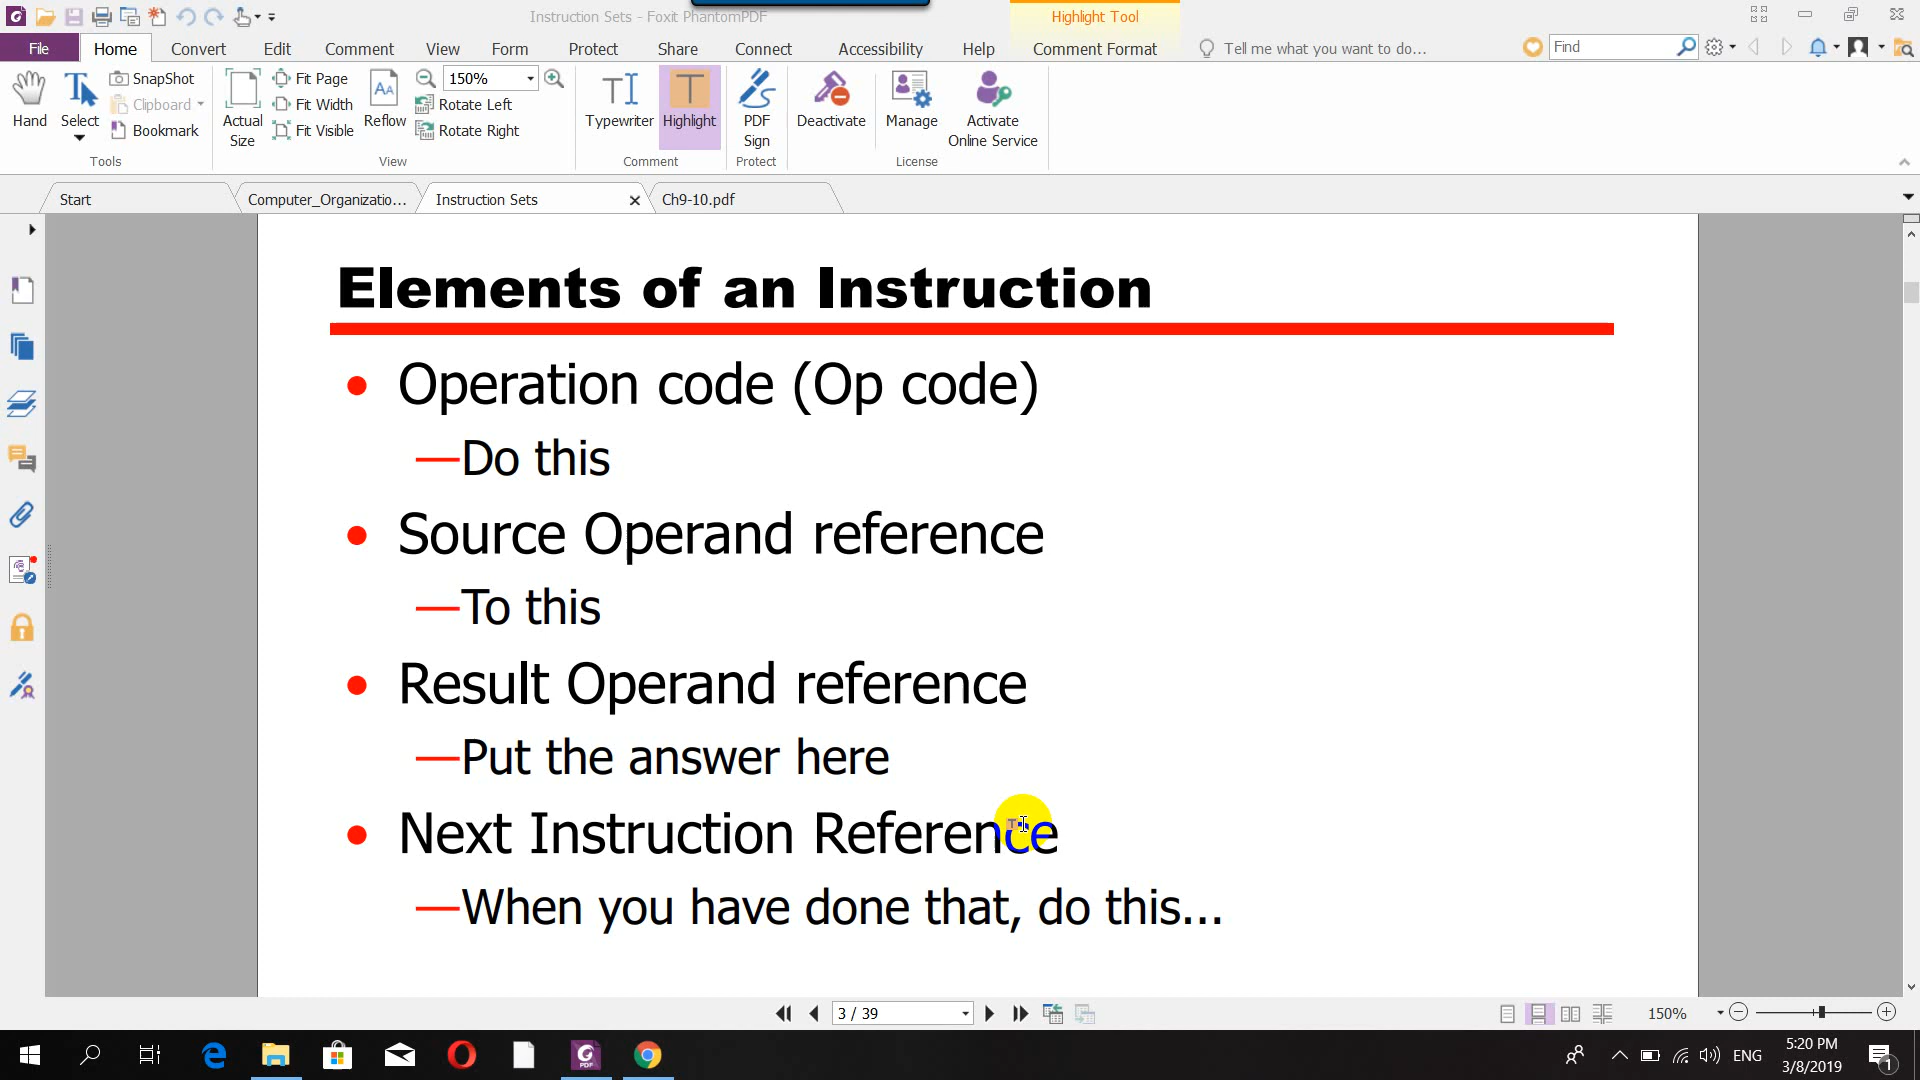 Instruction Sets - Foxit PhantomPDF
Highlight Tool
File Home Convert Edit Comment View Form Protect Share Connect Accessibility Help Comment Format Tell me what you want to do... Find
Hand
Select
SnapShot
Clipboard
Bookmark
Tools
Actual
Size
Fit Page
Fit Width
Fit Visible
Reflow
150%
Rotate Left
Rotate Right
View
Typewriter
Highlight
Comment
PDF
Sign
Protect
Deactivate
Manage
Activate
Online Service
License
Start Computer_Organizatio... Instruction Sets Ch9-10.pdf
Elements of an Instruction
• Operation code (Op code)
—Do this
• Source Operand reference
—To this
• Result Operand reference
—Put the answer here
• Next Instruction Reference
—When you have done that, do this...
3 / 39
150%
ENG
5:20 PM
3/8/2019
1